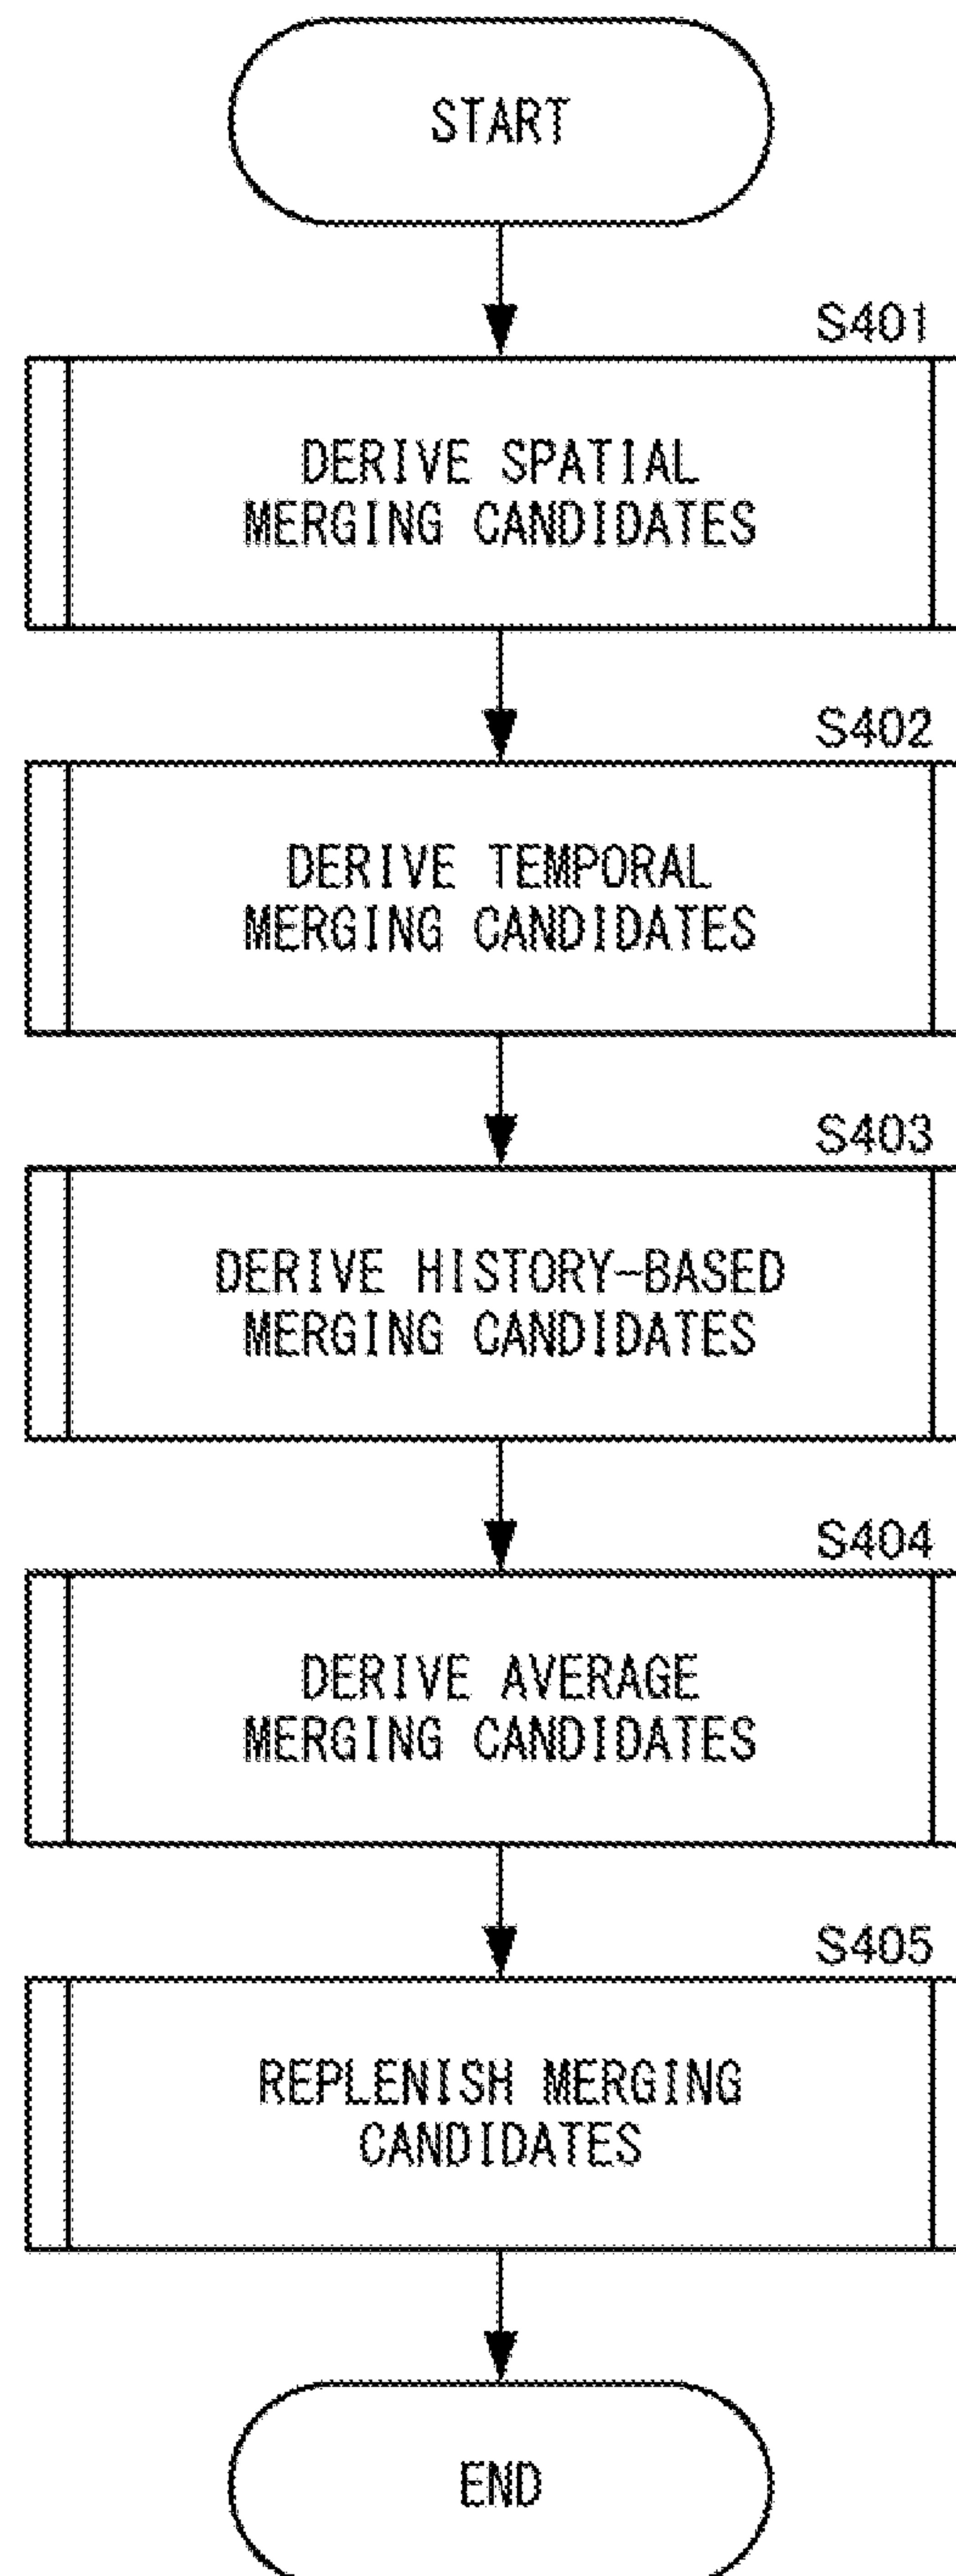 START
S401
DERIVE SPATIAL
MERGING CANDIDATES
S402
DERIVE TEMPORAL
MERGING CANDIDATES
S403
DERIVE HISTORY-BASED
MERGING CANDIDATES
S404
DERIVE AVERAGE
MERGING CANDIDATES
S405
REPLENISH MERGING
CANDIDATES
END